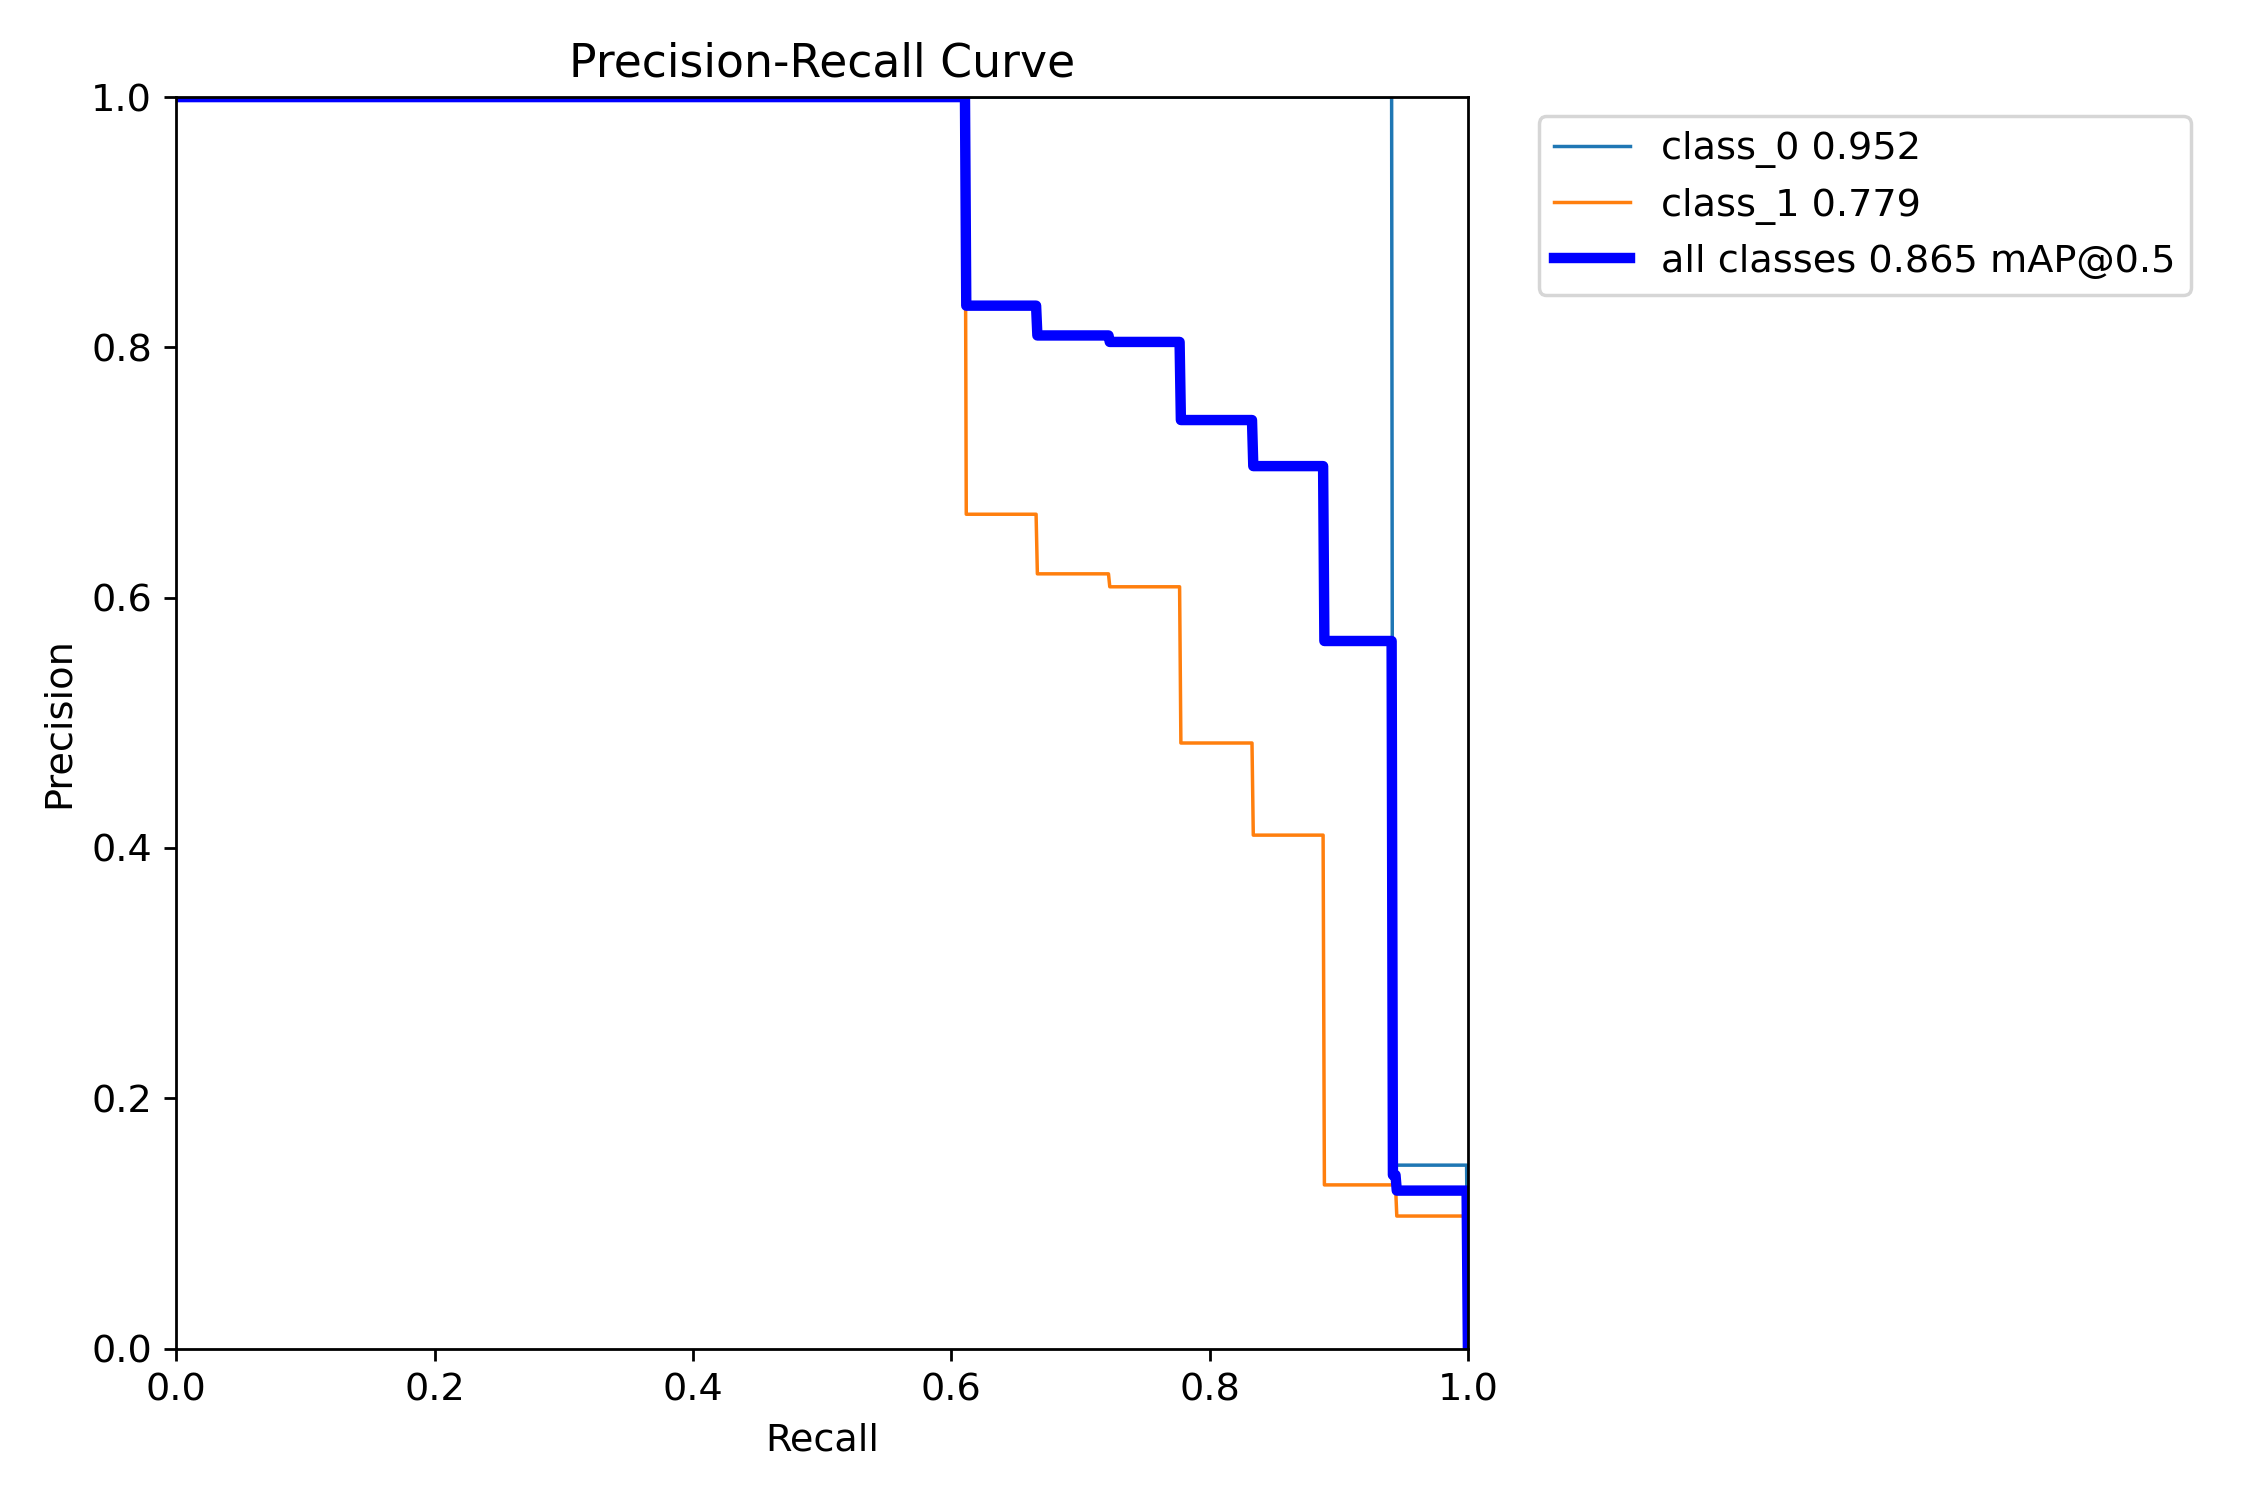 Precision-Recall Curve
1.0
0.8
0.6
0.4
0.2
0.0
Precision
0.0 0.2 0.4 0.6 0.8 1.0
Recall
class_0 0.952
class_1 0.779
all classes 0.865 mAP@0.5